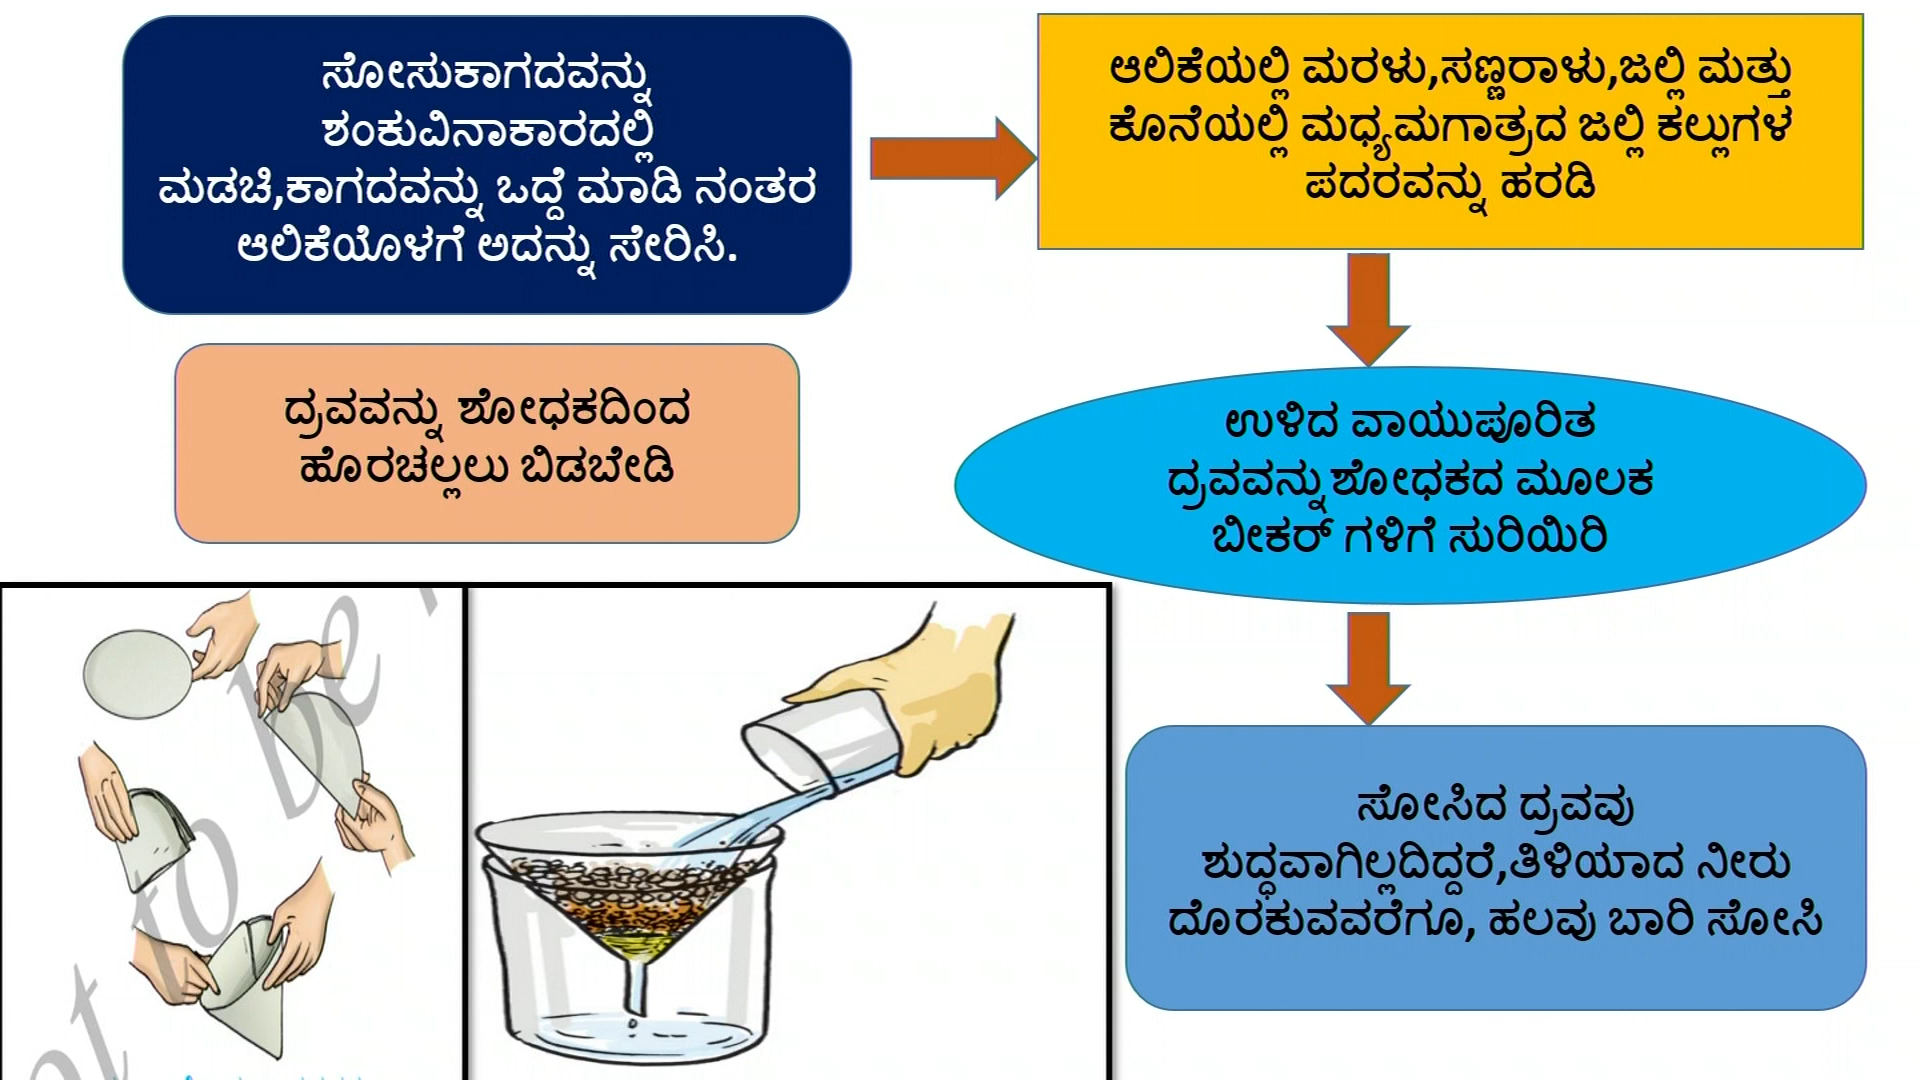 ಸೋಸುಕಾಗದವನ್ನು
ಶಂಕುವಿನಾಕಾರದಲ್ಲಿ
ಮಡಚಿ,ಕಾಗದವನ್ನು ಒದ್ದೆ ಮಾಡಿ ನಂತರ
ಆಲಿಕೆಯೊಳಗೆ ಅದನ್ನು ಸೇರಿಸಿ.
ಆಲಿಕೆಯಲ್ಲಿ ಮರಳು,ಸಣ್ಣರಾಳು,ಜಲ್ಲಿ ಮತ್ತು
ಕೊನೆಯಲ್ಲಿ ಮಧ್ಯಮಗಾತ್ರದ ಜಲ್ಲಿ ಕಲ್ಲುಗಳ
ಪದರವನ್ನು ಹರಡಿ
ದ್ರವವನ್ನು ಶೋಧಕದಿಂದ
ಹೊರಚಲ್ಲಲು ಬಿಡಬೇಡಿ
ಉಳಿದ ವಾಯುಪೂರಿತ
ದ್ರವವನ್ನುಶೋಧಕದ ಮೂಲಕ
ಬೀಕರ್ ಗಳಿಗೆ ಸುರಿಯಿರಿ
ಸೋಸಿದ ದ್ರವವು
ಶುದ್ಧವಾಗಿಲ್ಲದಿದ್ದರೆ,ತಿಳಿಯಾದ ನೀರು
ದೊರಕುವವರೆಗೂ, ಹಲವು ಬಾರಿ ಸೋಸಿ
to be